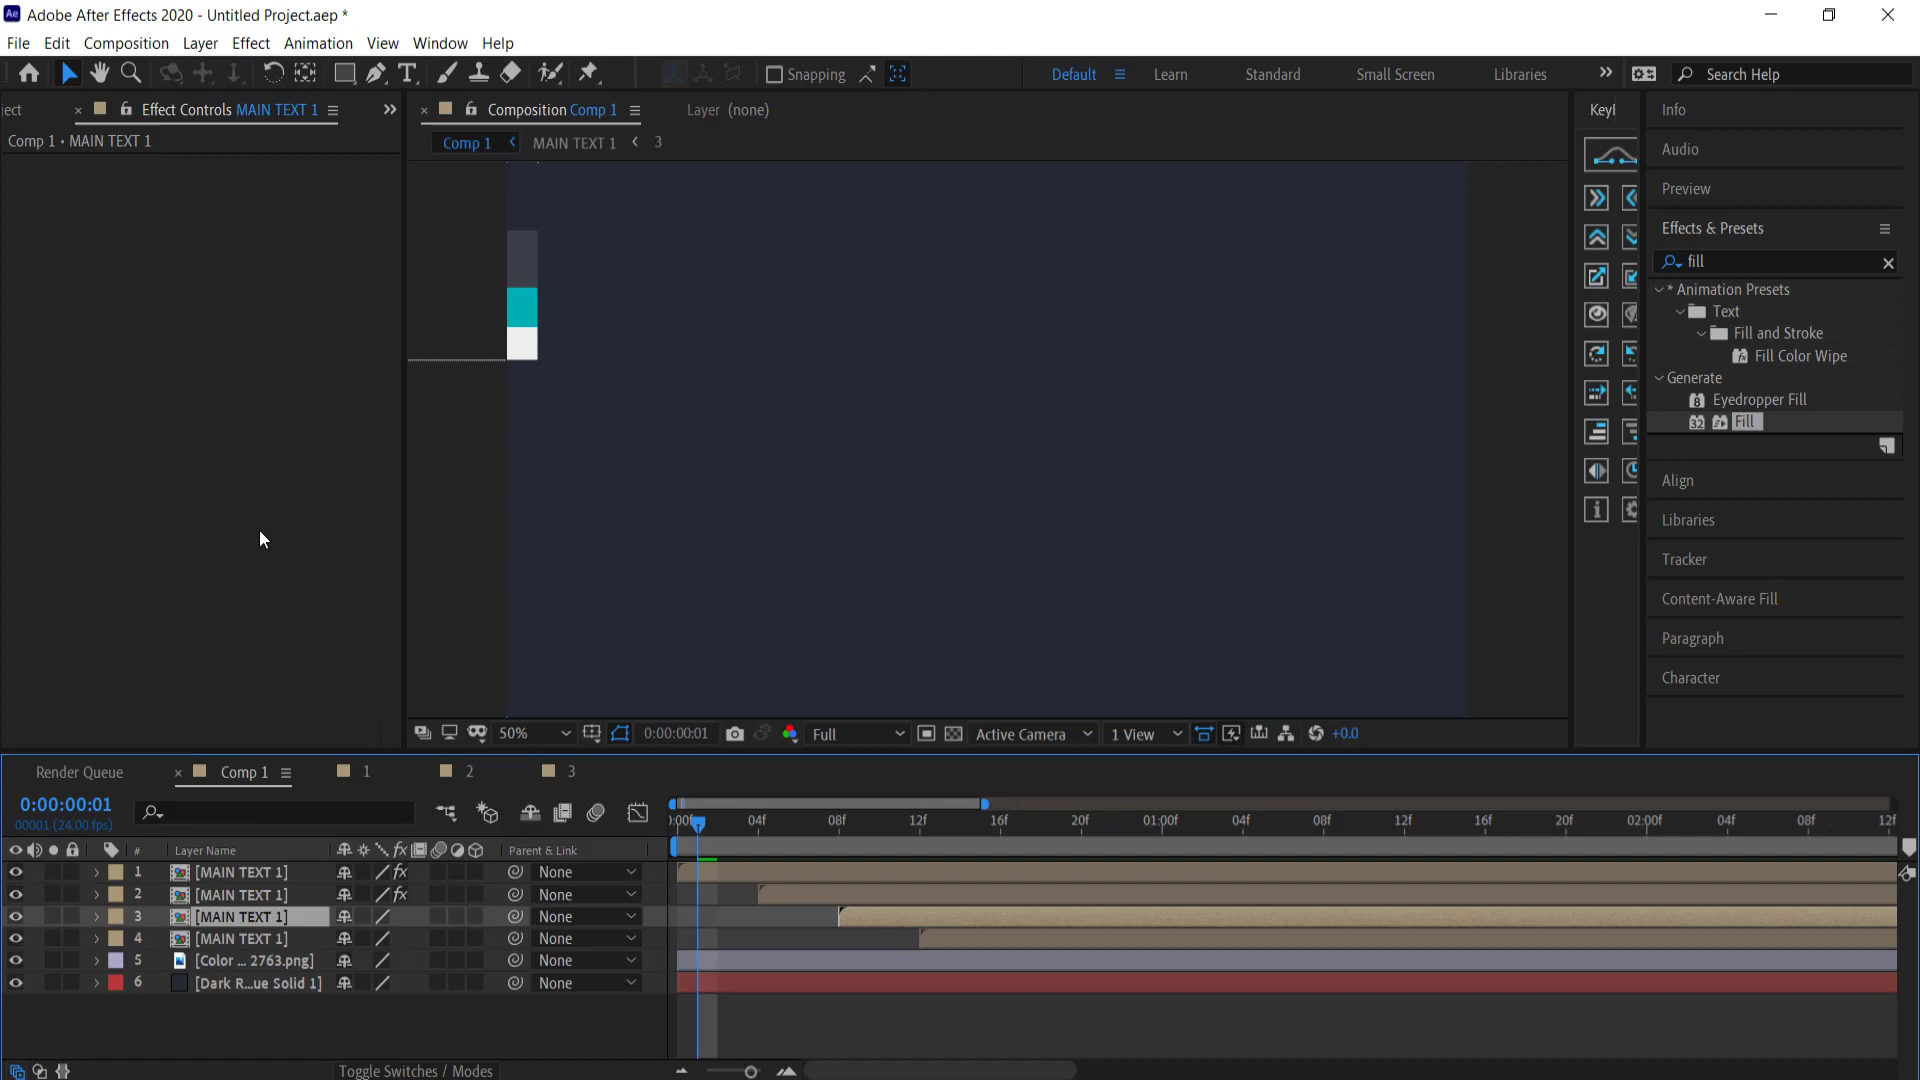 Adobe After Effects 2020 - Untitled Project.aep *
File Edit Composition Layer Effect Animation View Window Help
Snapping
Default Learn Standard Small Screen Libraries Search Help
ject Effect Controls MAIN TEXT 1
Comp 1 • MAIN TEXT 1
Composition Comp 1 Layer (none)
Comp 1 MAIN TEXT 1 3
Keyl
Info
Audio
Preview
Effects & Presets
fill
* Animation Presets
Text
Fill and Stroke
Fill Color Wipe
Generate
Eyedropper Fill
Fill
Align
Libraries
Tracker
Content-Aware Fill
Paragraph
Character
50% 0:00:00:01 Full Active Camera 1 View +0.0
Render Queue Comp 1 1 2 3
0:00:00:01
00001 (24.00 fps)
):00f 04f 08f 12f 16f 20f 01:00f 04f 08f 12f 16f 20f 02:00f 04f 08f 12f
# Layer Name fx Parent & Link
1 [MAIN TEXT 1] fx None
2 [MAIN TEXT 1] fx None
3 [MAIN TEXT 1] None
4 [MAIN TEXT 1] None
5 [Color ... 2763.png] None
6 [Dark R...ue Solid 1] None
Toggle Switches / Modes